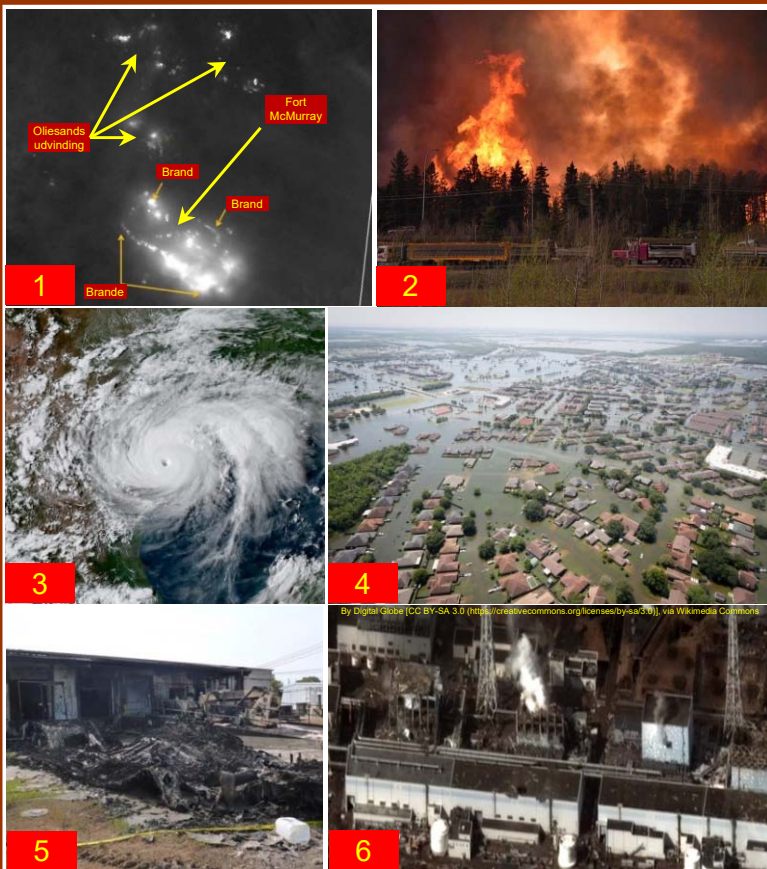 Fort
McMurray
Oliesands
udvinding
Brand
Brand
Brande
1
2
3
4
By Digital Globe [CC BY-SA 3.0 (https://creativecommons.org/licenses/by-sa/3.0)], via Wikimedia Commons
5
6